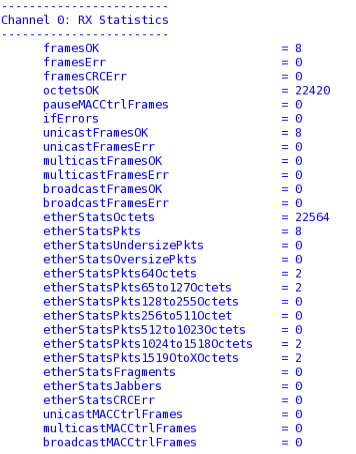 ------------------------
Channel 0: RX Statistics
------------------------
framesOK = 8
framesErr = 0
framesCRCErr = 0
octetsOK = 22420
pauseMACCtrlFrames = 0
ifErrors = 0
unicastFramesOK = 8
unicastFramesErr = 0
multicastFramesOK = 0
multicastFramesErr = 0
broadcastFramesOK = 0
broadcastFramesErr = 0
etherStatsOctets = 22564
etherStatsPkts = 8
etherStatsUndersizePkts = 0
etherStatsOversizePkts = 0
etherStatsPkts64Octets = 2
etherStatsPkts65to127Octets = 2
etherStatsPkts128to255Octets = 0
etherStatsPkts256to511Octet = 0
etherStatsPkts512to1023Octets = 0
etherStatsPkts1024to1518Octets = 2
etherStatsPkts1519OtoXOctets = 2
etherStatsFragments = 0
etherStatsJabbers = 0
etherStatsCRCErr = 0
unicastMACCtrlFrames = 0
multicastMACCtrlFrames = 0
broadcastMACCtrlFrames = 0